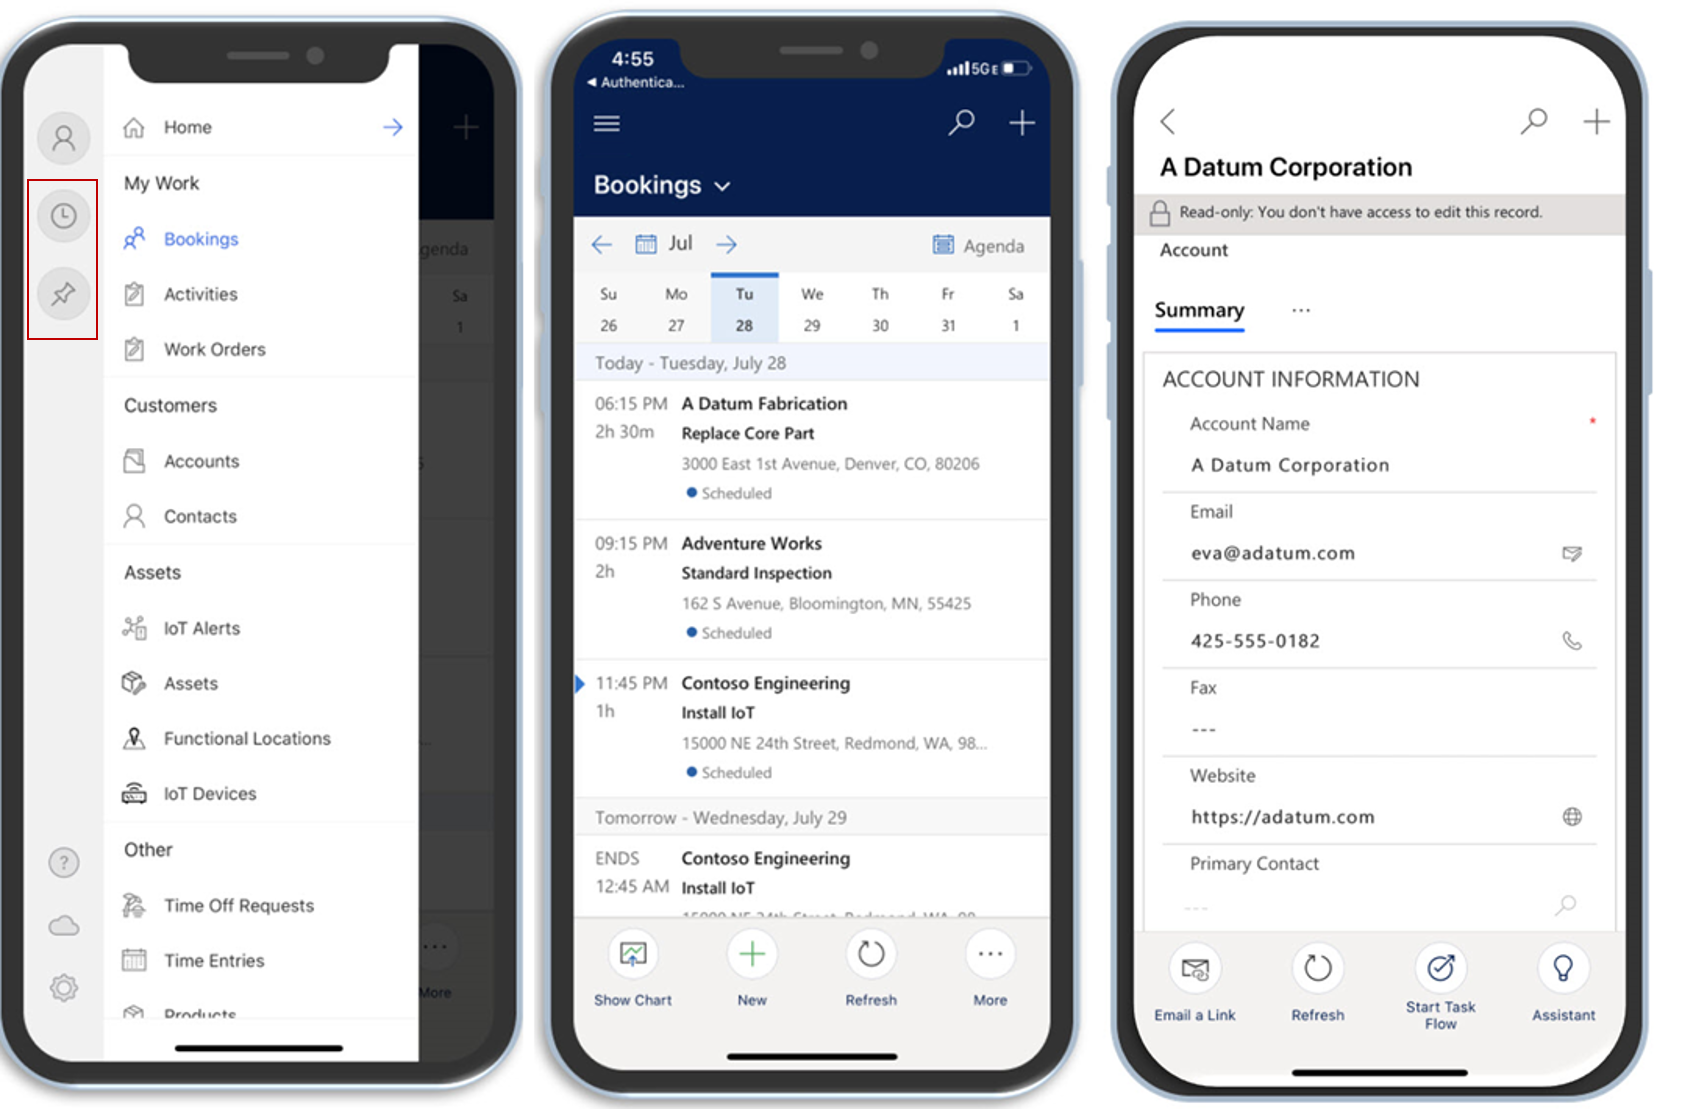 Home
My Work
Bookings
Activities
Work Orders
Customers
Accounts
Contacts
Assets
IoT Alerts
Assets
Functional Locations
IoT Devices
Other
Time Off Requests
Time Entries
Products
genda
Sa
1
More
4:55
5GE
◀ Authentica...
Bookings
Jul
Agenda
Su Mo Tu We Th Fr Sa
26 27 28 29 30 31 1
Today - Tuesday, July 28
06:15 PM A Datum Fabrication
2h 30m Replace Core Part
3000 East 1st Avenue, Denver, CO, 80206
Scheduled
09:15 PM Adventure Works
2h Standard Inspection
162 S Avenue, Bloomington, MN, 55425
Scheduled
11:45 PM Contoso Engineering
1h Install IoT
15000 NE 24th Street, Redmond, WA, 98...
Scheduled
Tomorrow - Wednesday, July 29
ENDS Contoso Engineering
12:45 AM Install IoT
Show Chart
New
Refresh
More
A Datum Corporation
Read-only: You don't have access to edit this record.
Account
Summary ...
ACCOUNT INFORMATION
Account Name *
A Datum Corporation
Email
eva@adatum.com
Phone
425-555-0182
Fax
---
Website
https://adatum.com
Primary Contact
---
Email a Link
Refresh
Start Task
Flow
Assistant